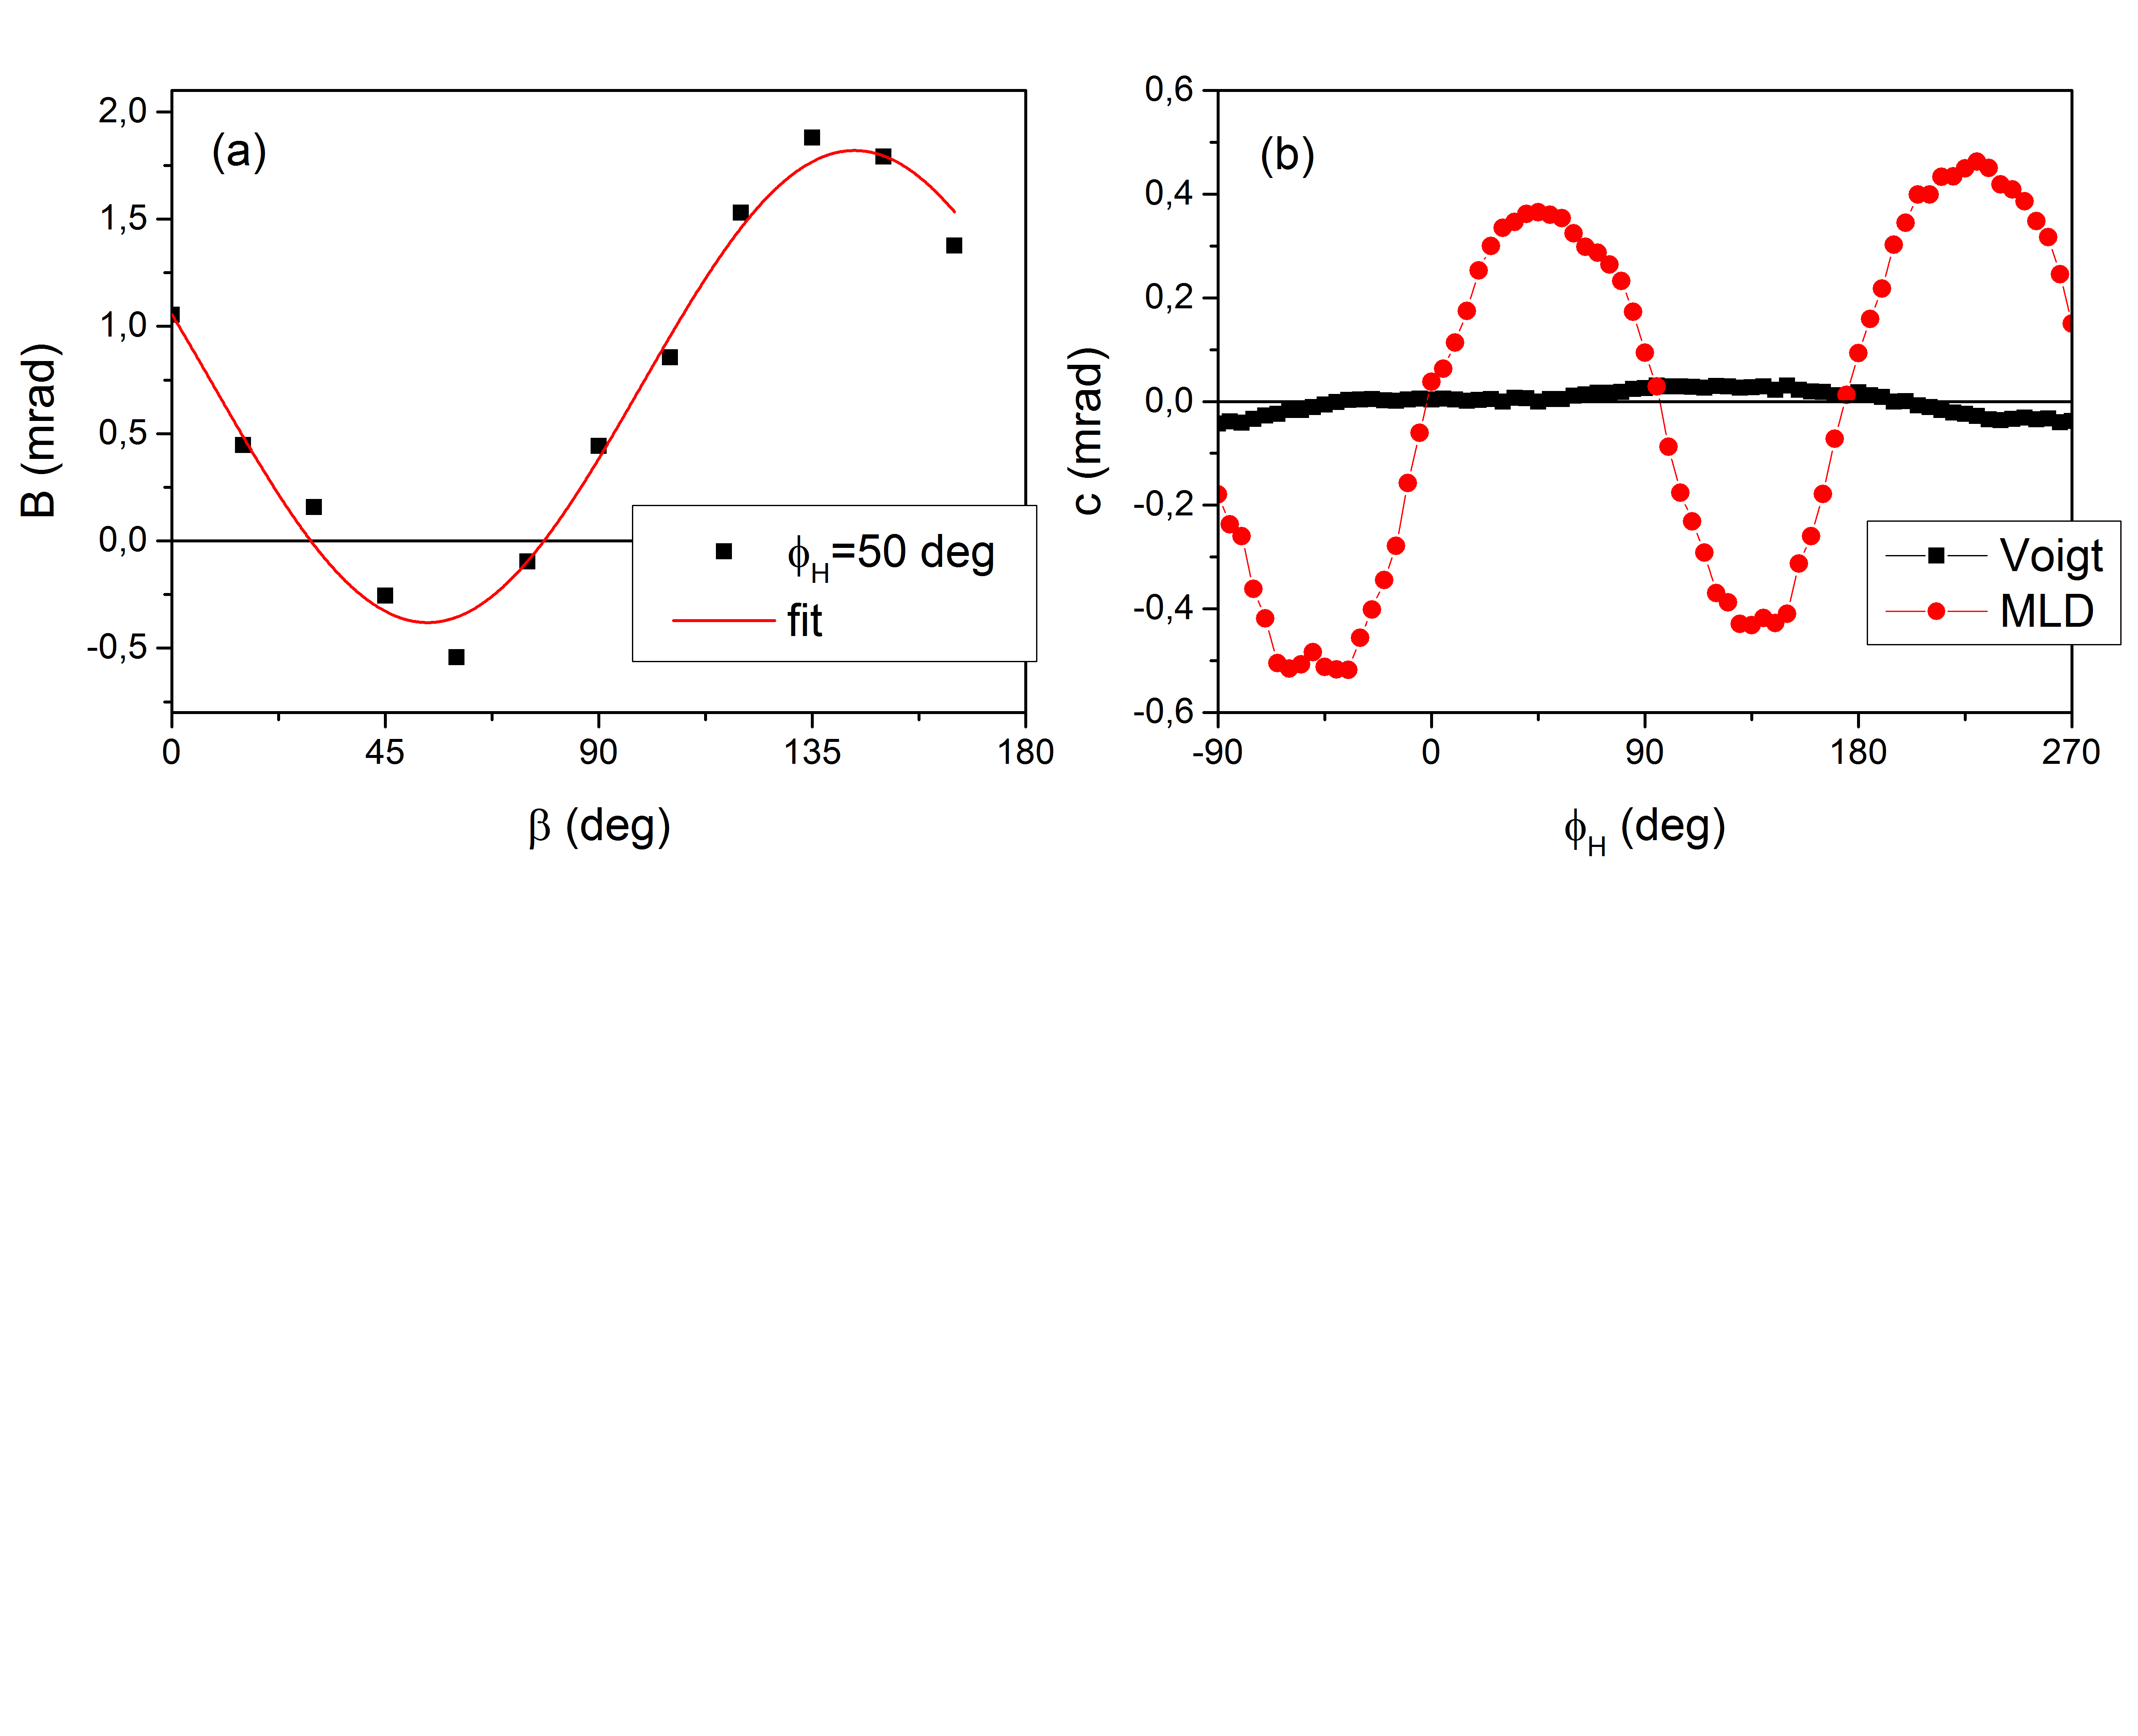 (a)
B (mrad)
2,0
1,5
1,0
0,5
0,0
-0,5
0
45
90
135
180
β (deg)
ϕH=50 deg
fit
(b)
c (mrad)
0,6
0,4
0,2
0,0
-0,2
-0,4
-0,6
-90
0
90
180
270
ϕH (deg)
Voigt
MLD